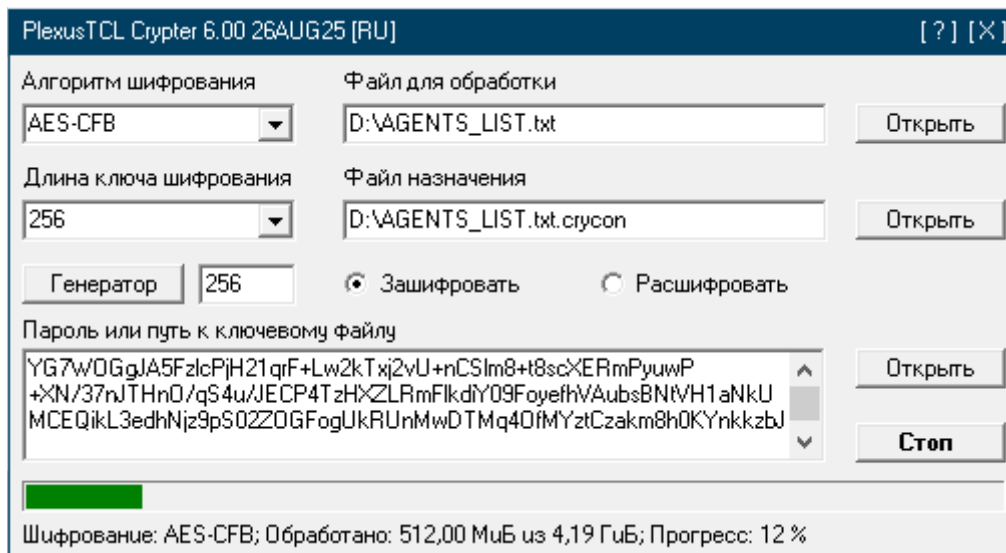 PlexusTCL Crypter 6.00 26AUG25 [RU] [ ? ] [ X ]
Алгоритм шифрования Файл для обработки
AES-CFB D:\AGENTS_LIST.txt Открыть
Длина ключа шифрования Файл назначения
256 D:\AGENTS_LIST.txt.crycon Открыть
Генератор 256 Зашифровать Расшифровать
Пароль или путь к ключевому файлу
YG7WOGgJA5FzlcPjH21qrF+Lw2kTxj2vU+nCSlm8+t8scXERmPyuwP Открыть
+XN/37nJTHnO/qS4u/JECP4TzHXZLRmFlkdiY09FoyefhVAubsBNtVH1aNkU
MCEQikL3edhNjz9pS02ZOGFogUkRUnMwDTMq4OfMYztCzakm8h0KYnkkzbJ
Стоп
Шифрование: AES-CFB; Обработано: 512,00 МиБ из 4,19 ГиБ; Прогресс: 12 %